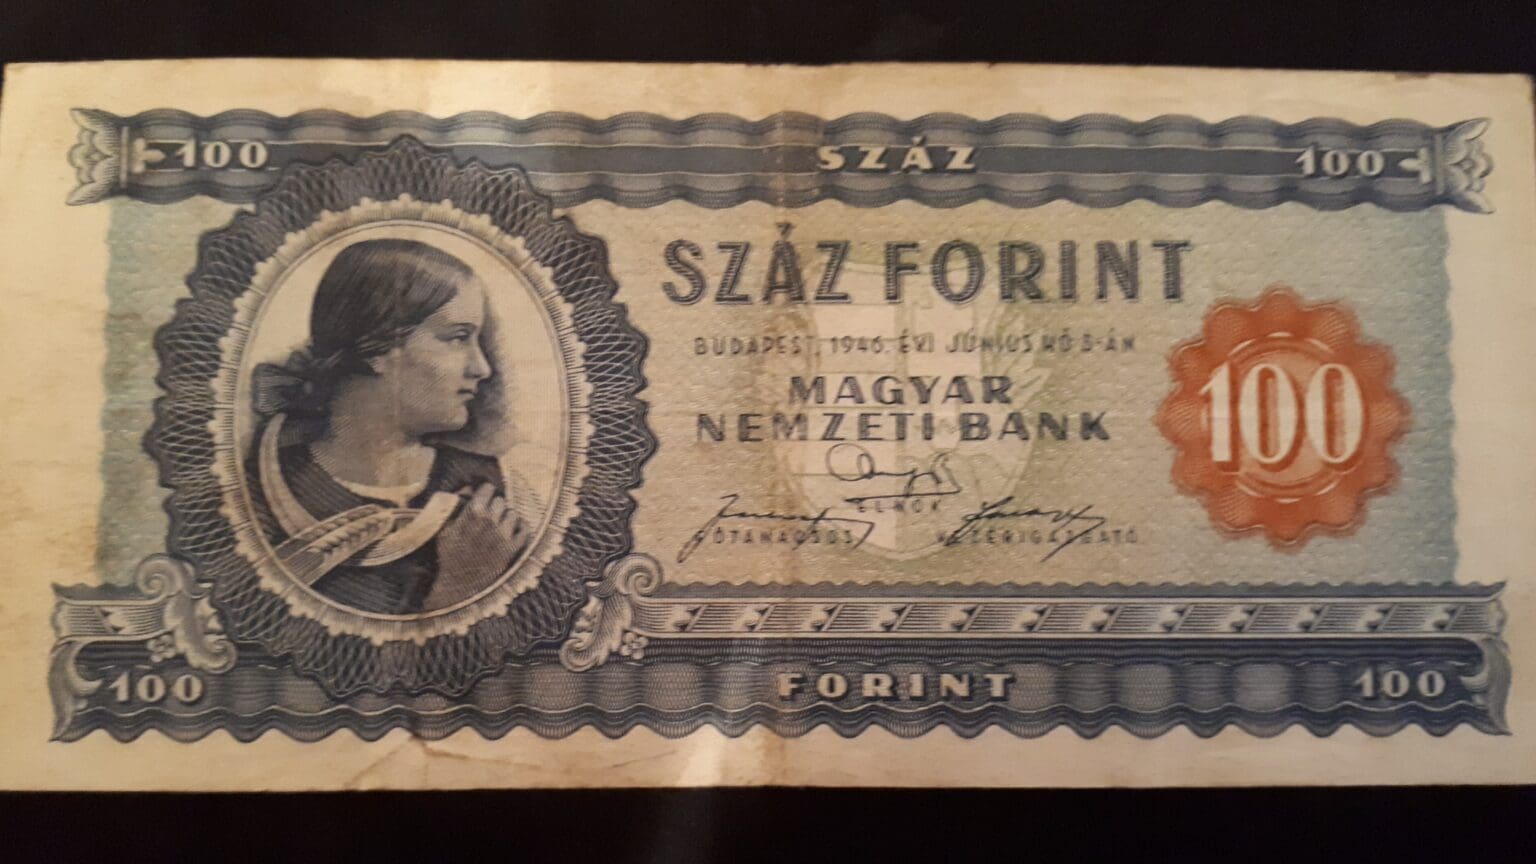 100 SZÁZ 100
SZÁZ FORINT
BUDAPEST, 1946. ÉVI JÚNIUS HÓ 3-ÁN
MAGYAR
NEMZETI BANK
100
ELNÖK
FŐTANÁCSOS VEZÉRIGAZGATÓ
100 FORINT 100